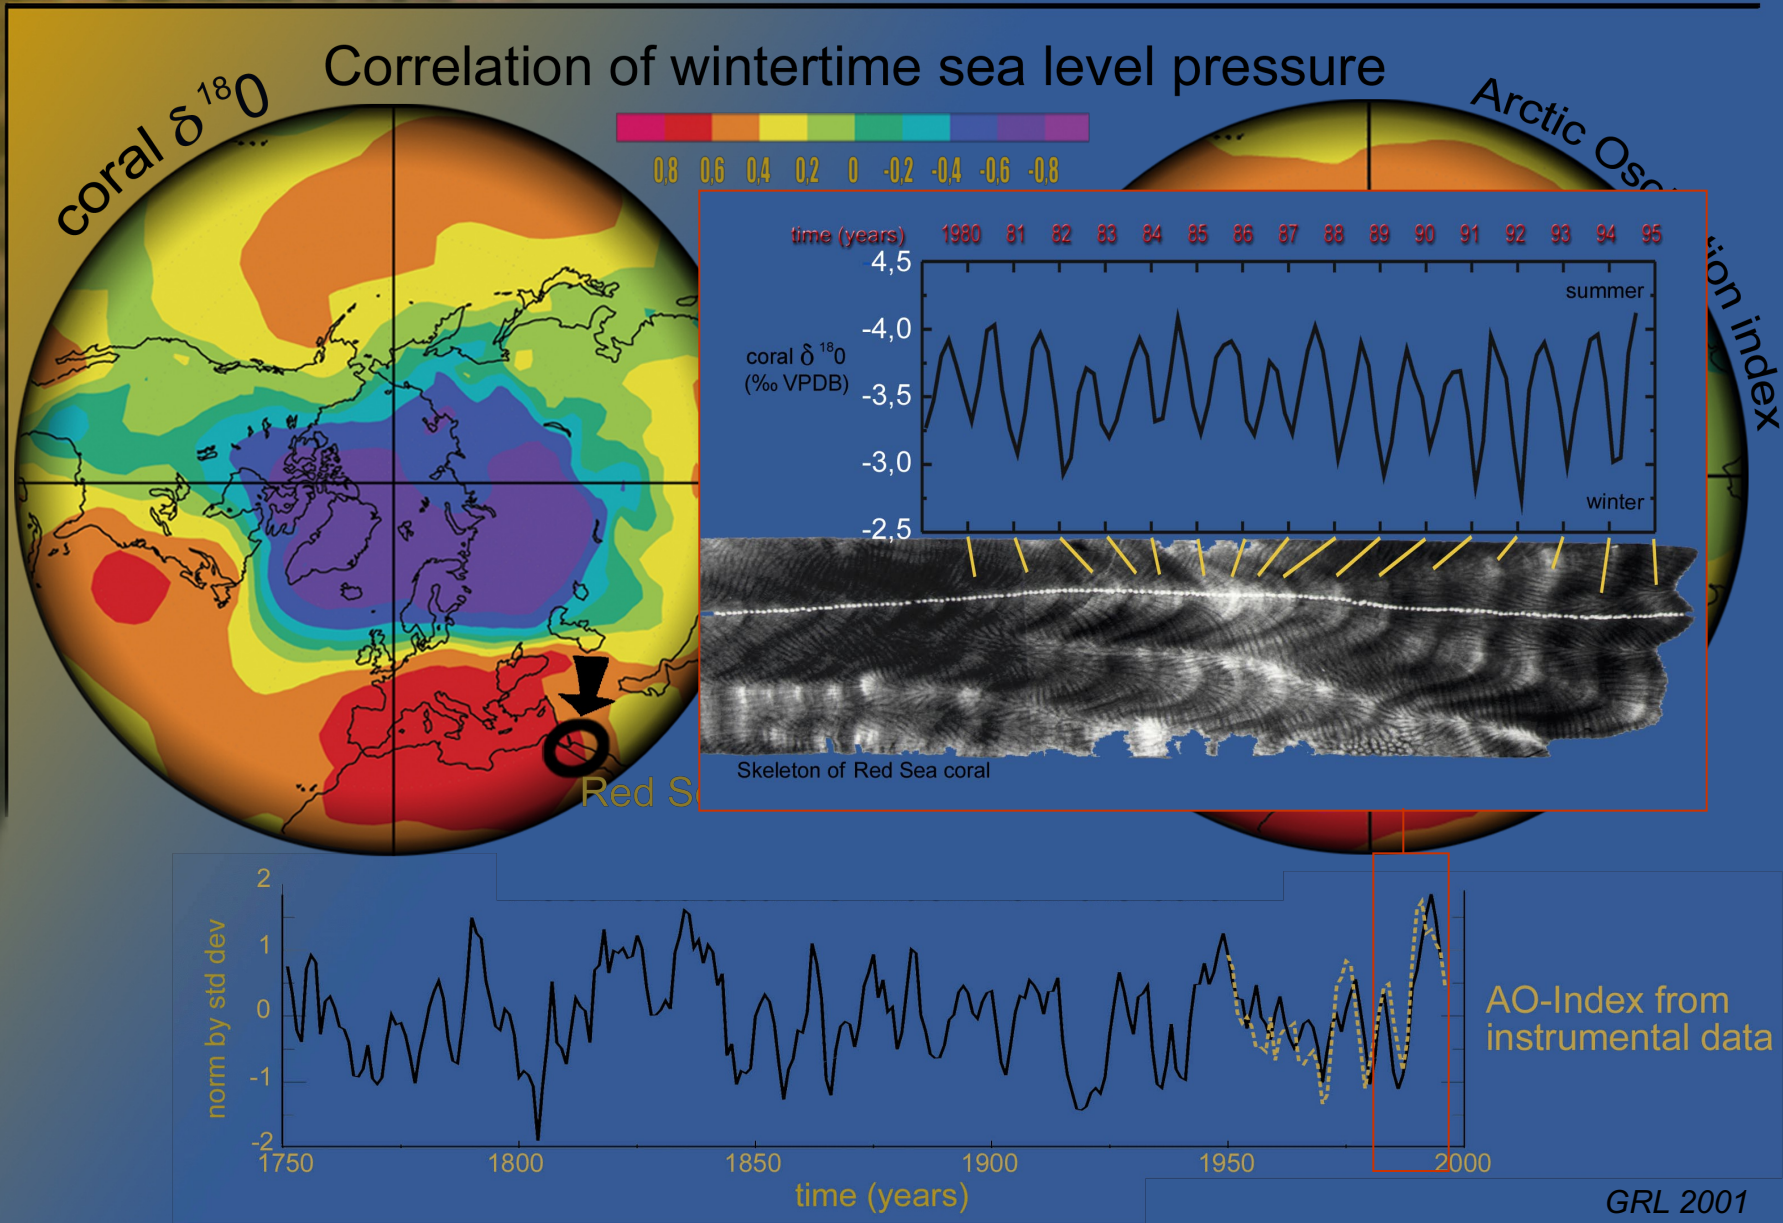 Correlation of wintertime sea level pressure
coral δ ¹⁸0
Arctic
tion index
0,8 0,6 0,4 0,2 0 -0,2 -0,4 -0,6 -0,8
time (years) 1980 81 82 83 84 85 86 87 88 89 90 91 92 93 94 95
-4,5
summer
-4,0
coral δ ¹⁸0
(‰ VPDB)
-3,5
-3,0
winter
-2,5
Skeleton of Red Sea coral
Red
2
1
0
-1
-2
norm by std dev
1750 1800 1850 1900 1950 2000
time (years)
AO-Index from
instrumental data
GRL 2001